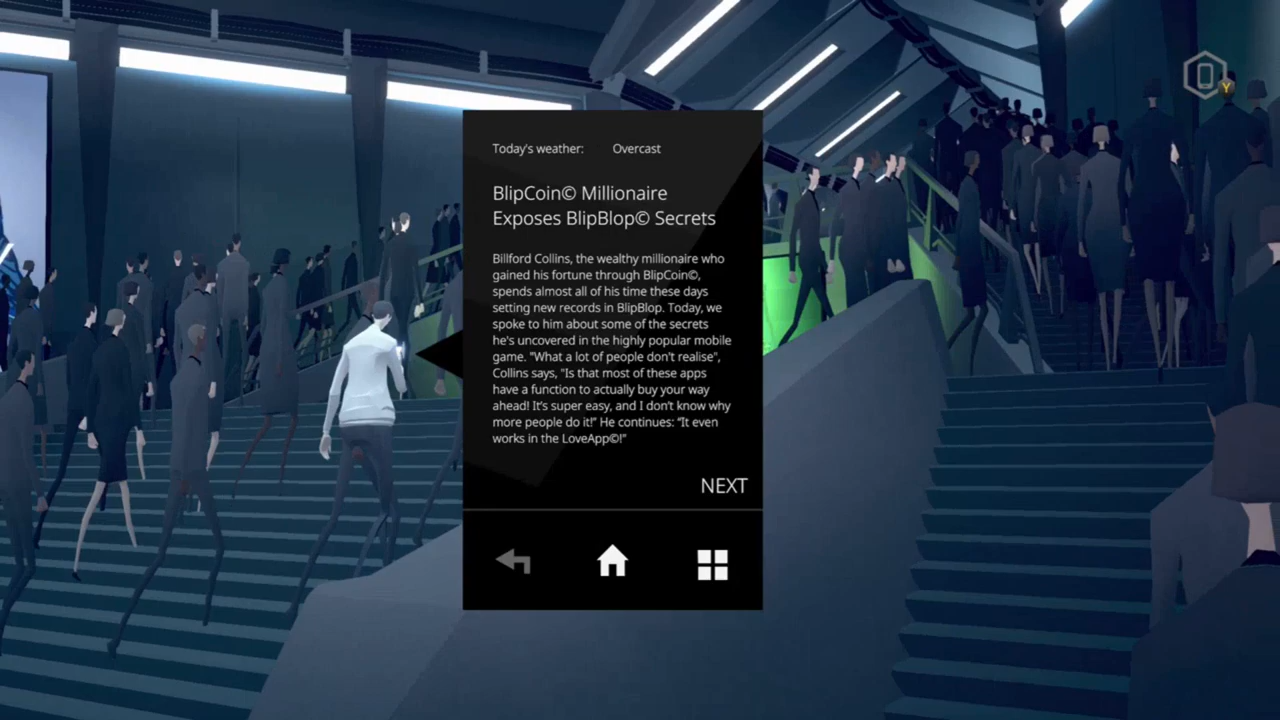 Y
Today's weather: Overcast
BlipCoin© Millionaire
Exposes BlipBlop© Secrets
Billford Collins, the wealthy millionaire who
gained his fortune through BlipCoin©,
spends almost all of his time these days
setting new records in BlipBlop. Today, we
spoke to him about some of the secrets
he's uncovered in the highly popular mobile
game. "What a lot of people don't realise",
Collins says, "Is that most of these apps
have a function to actually buy your way
ahead! It's super easy, and I don't know why
more people do it!" He continues: "It even
works in the LoveApp©!"
NEXT